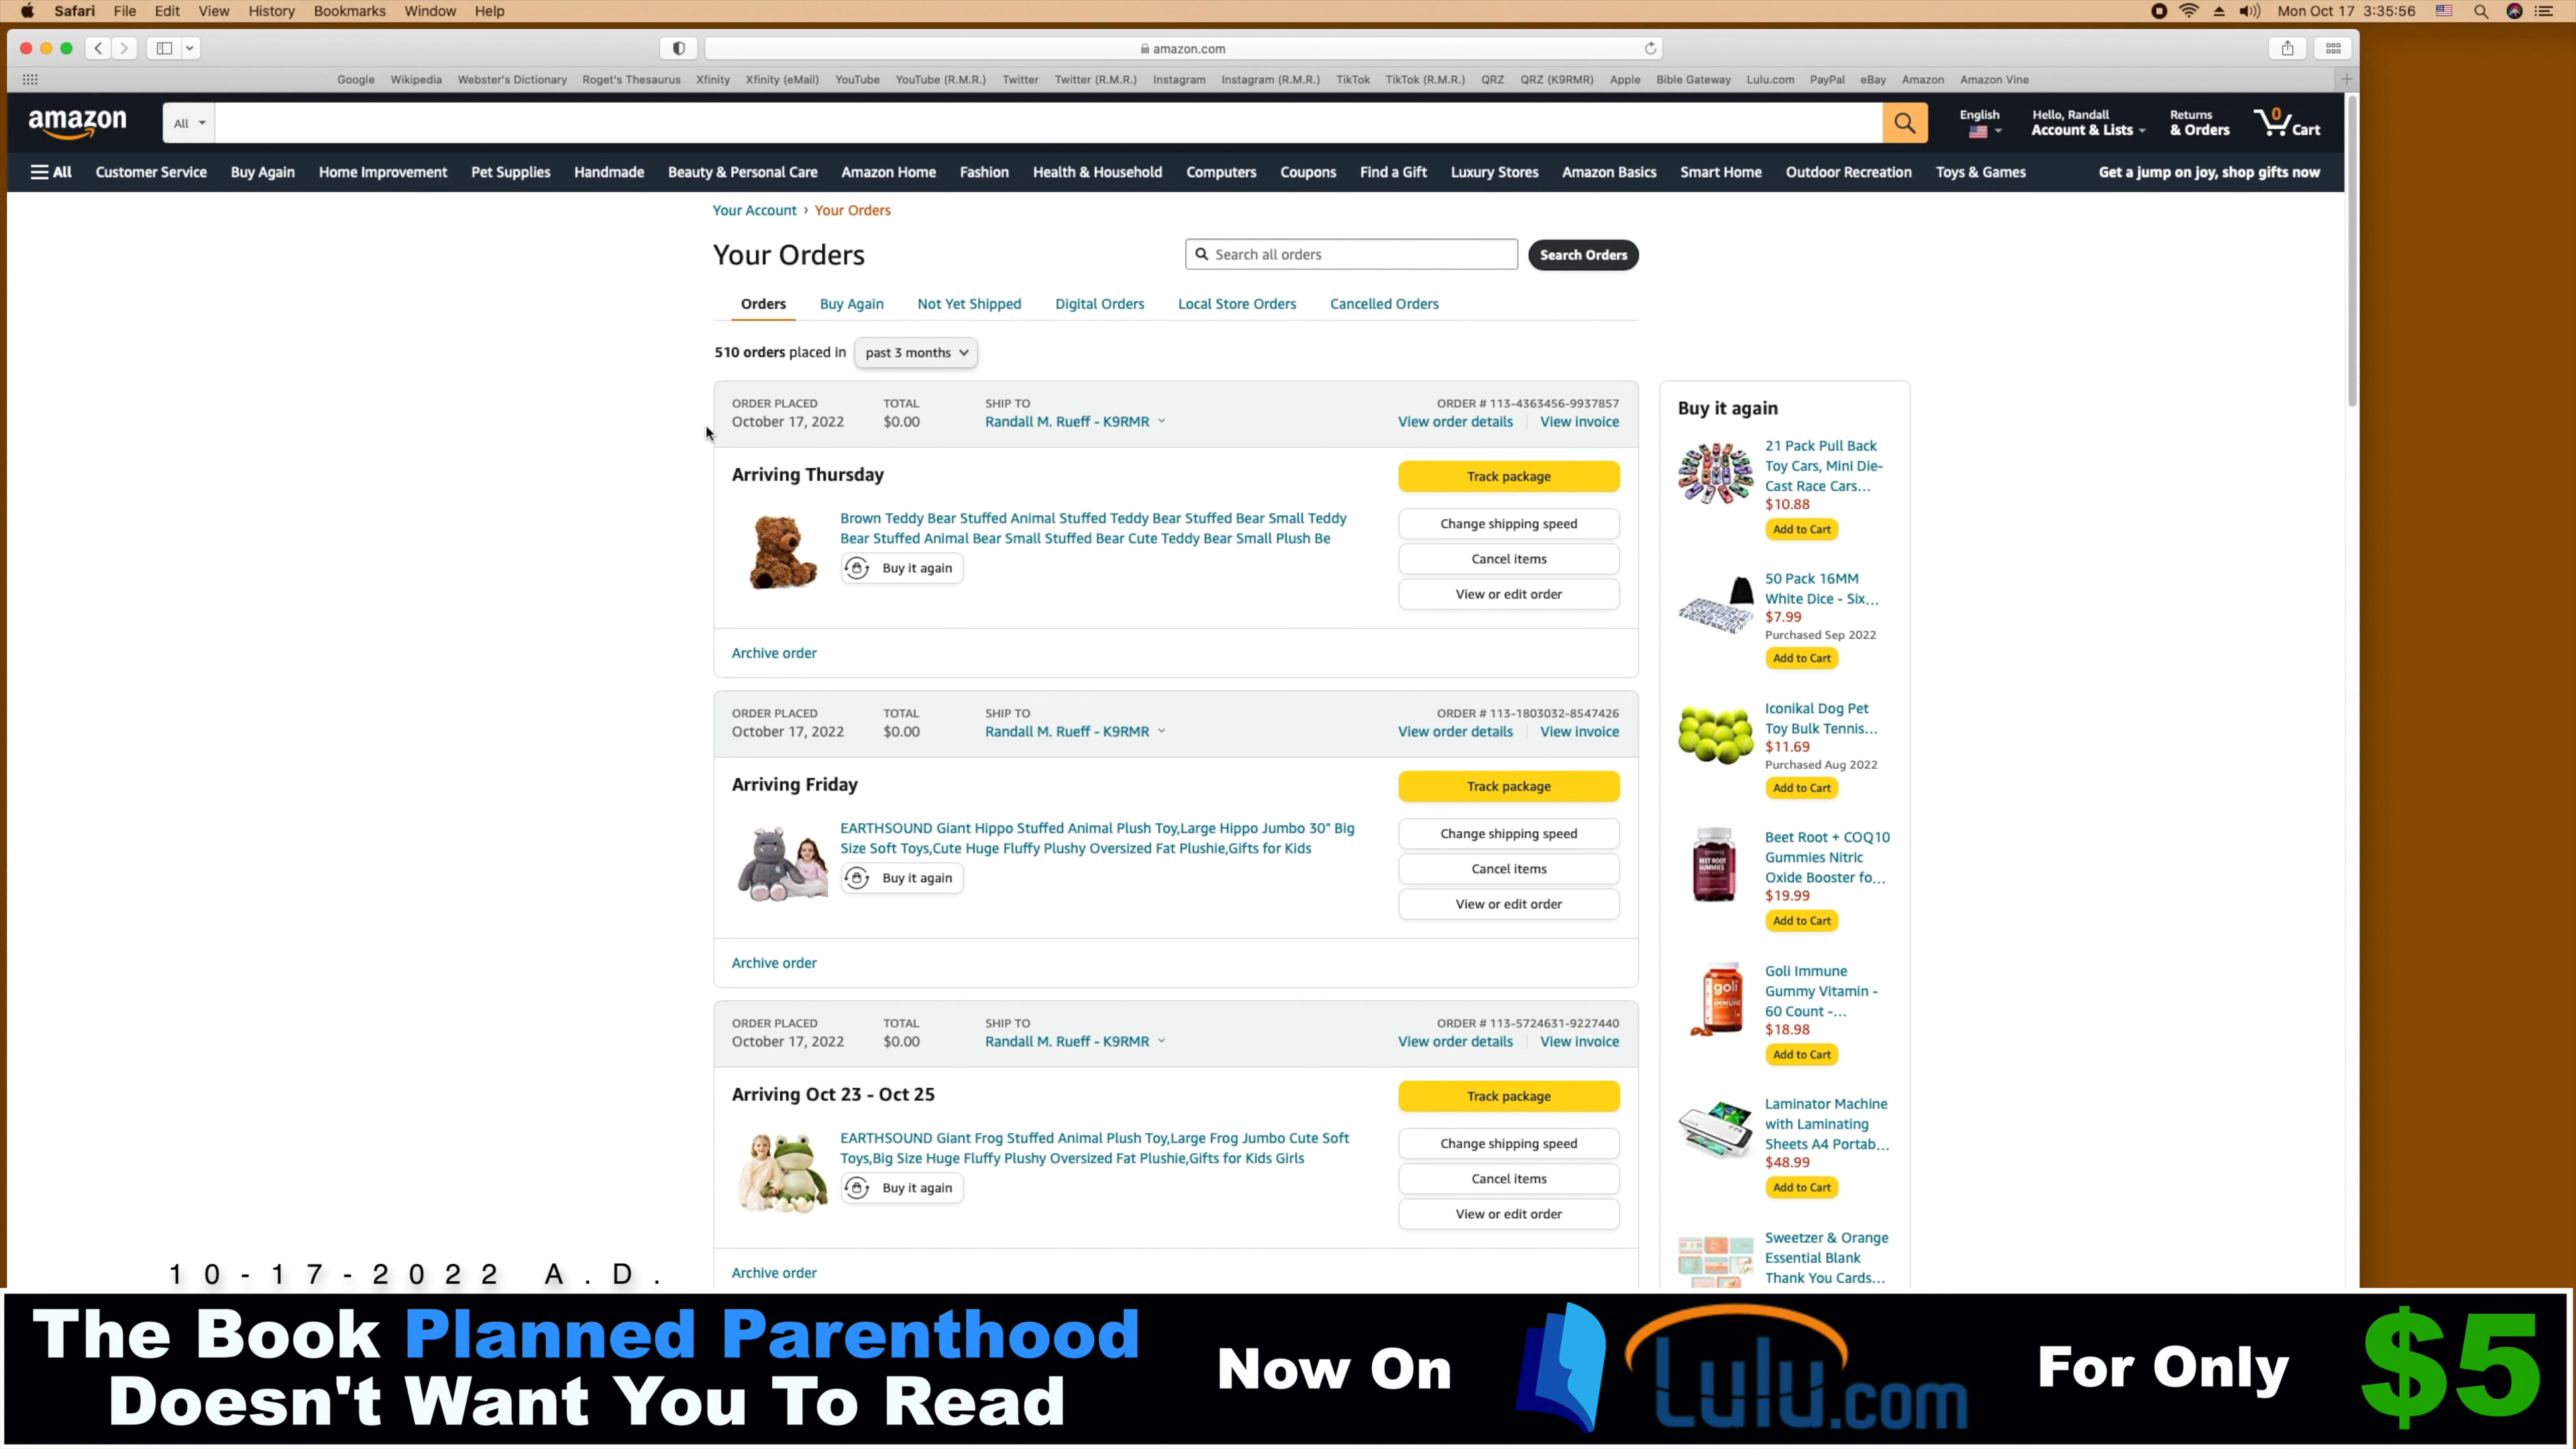 Safari File Edit View History Bookmarks Window Help
Mon Oct 17 3:35:56
amazon.com
Google Wikipedia Webster's Dictionary Roget's Thesaurus Xfinity Xfinity (eMail) YouTube YouTube (R.M.R.) Twitter Twitter (R.M.R.) Instagram Instagram (R.M.R.) TikTok TikTok (R.M.R.) QRZ QRZ (K9RMR) Apple Bible Gateway Lulu.com PayPal eBay Amazon Amazon Vine
amazon
All
English
Hello, Randall
Account & Lists
Returns
& Orders
0
Cart
All Customer Service Buy Again Home Improvement Pet Supplies Handmade Beauty & Personal Care Amazon Home Fashion Health & Household Computers Coupons Find a Gift Luxury Stores Amazon Basics Smart Home Outdoor Recreation Toys & Games Get a jump on joy, shop gifts now
Your Account › Your Orders
Your Orders
Search all orders
Search Orders
Orders Buy Again Not Yet Shipped Digital Orders Local Store Orders Cancelled Orders
510 orders placed in past 3 months
ORDER PLACED TOTAL SHIP TO ORDER # 113-4363456-9937857
October 17, 2022 $0.00 Randall M. Rueff - K9RMR View order details View invoice
Arriving Thursday
Track package
Brown Teddy Bear Stuffed Animal Stuffed Teddy Bear Stuffed Bear Small Teddy
Bear Stuffed Animal Bear Small Stuffed Bear Cute Teddy Bear Small Plush Be
Buy it again
Change shipping speed
Cancel items
View or edit order
Archive order
ORDER PLACED TOTAL SHIP TO ORDER # 113-1803032-8547426
October 17, 2022 $0.00 Randall M. Rueff - K9RMR View order details View invoice
Arriving Friday
Track package
EARTHSOUND Giant Hippo Stuffed Animal Plush Toy,Large Hippo Jumbo 30" Big
Size Soft Toys,Cute Huge Fluffy Plushy Oversized Fat Plushie,Gifts for Kids
Buy it again
Change shipping speed
Cancel items
View or edit order
Archive order
ORDER PLACED TOTAL SHIP TO ORDER # 113-5724631-9227440
October 17, 2022 $0.00 Randall M. Rueff - K9RMR View order details View invoice
Arriving Oct 23 - Oct 25
Track package
EARTHSOUND Giant Frog Stuffed Animal Plush Toy,Large Frog Jumbo Cute Soft
Toys,Big Size Huge Fluffy Plushy Oversized Fat Plushie,Gifts for Kids Girls
Buy it again
Change shipping speed
Cancel items
View or edit order
Archive order
Buy it again
21 Pack Pull Back
Toy Cars, Mini Die-
Cast Race Cars...
$10.88
Add to Cart
50 Pack 16MM
White Dice - Six...
$7.99
Purchased Sep 2022
Add to Cart
Iconikal Dog Pet
Toy Bulk Tennis...
$11.69
Purchased Aug 2022
Add to Cart
BEET ROOT
GUMMIES
Beet Root + COQ10
Gummies Nitric
Oxide Booster fo...
$19.99
Add to Cart
goli
IMMUNE
Goli Immune
Gummy Vitamin -
60 Count -...
$18.98
Add to Cart
Laminator Machine
with Laminating
Sheets A4 Portab...
$48.99
Add to Cart
Sweetzer & Orange
Essential Blank
Thank You Cards...
10-17-2022 A.D.
The Book Planned Parenthood
Doesn't Want You To Read
Now On
Lulu.com
For Only
$5